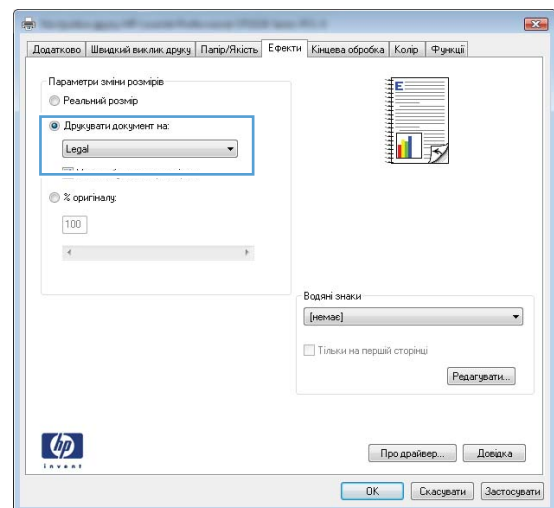 Додатково Швидкий виклик друку Папір/Якість Ефекти Кінцева обробка Колір Функції
Параметри зміни розмірів
Реальний розмір
Друкувати документ на:
Legal
% оригіналу:
100
E
Водяні знаки
[немає]
Тільки на першій сторінці
Редагувати...
hp
invent
Про драйвер... Довідка
OK Скасувати Застосувати